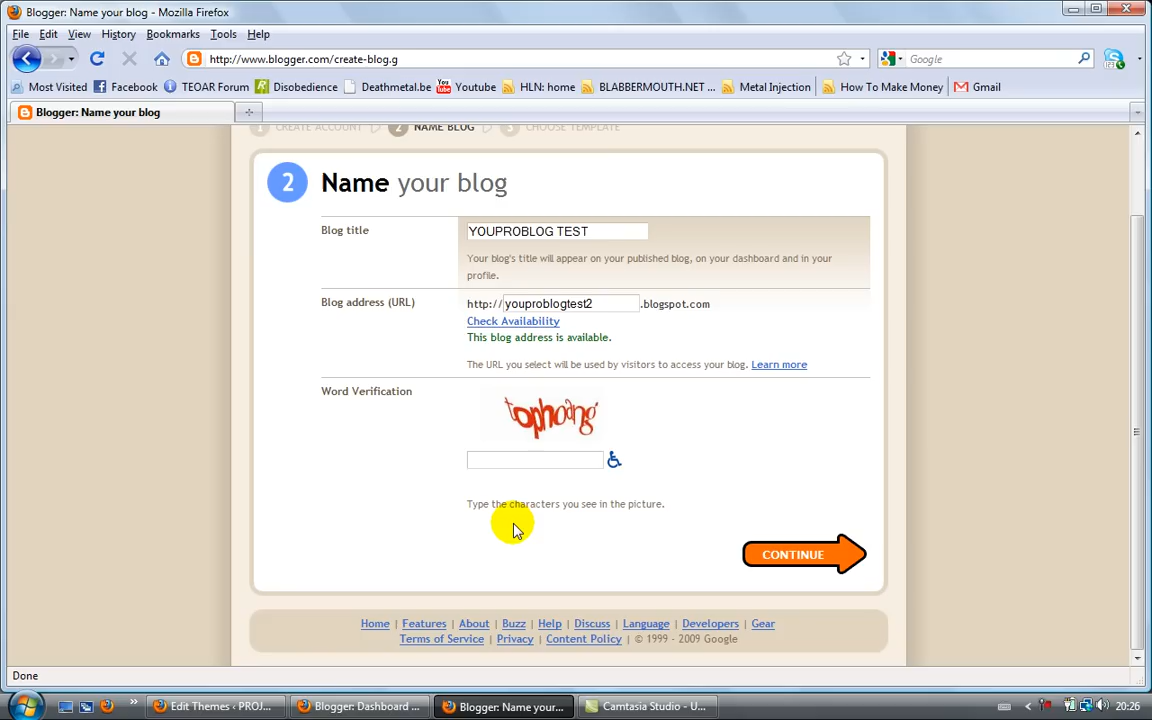 Blogger: Name your blog - Mozilla Firefox
File Edit View History Bookmarks Tools Help
http://www.blogger.com/create-blog.g
Google
Most Visited Facebook TEOAR Forum Disobedience Deathmetal.be Youtube HLN: home BLABBERMOUTH.NET ... Metal Injection How To Make Money Gmail
Blogger: Name your blog
1 CREATE ACCOUNT 2 NAME BLOG 3 CHOOSE TEMPLATE
2 Name your blog
Blog title YOUPROBLOG TEST
Your blog's title will appear on your published blog, on your dashboard and in your
profile.
Blog address (URL) http:// youproblogtest2 .blogspot.com
Check Availability
This blog address is available.
The URL you select will be used by visitors to access your blog. Learn more
Word Verification
Type the characters you see in the picture.
CONTINUE
Home | Features | About | Buzz | Help | Discuss | Language | Developers | Gear
Terms of Service | Privacy | Content Policy | © 1999 - 2009 Google
Done
Edit Themes ‹ PROJ... Blogger: Dashboard ... Blogger: Name your... Camtasia Studio - U... 20:26